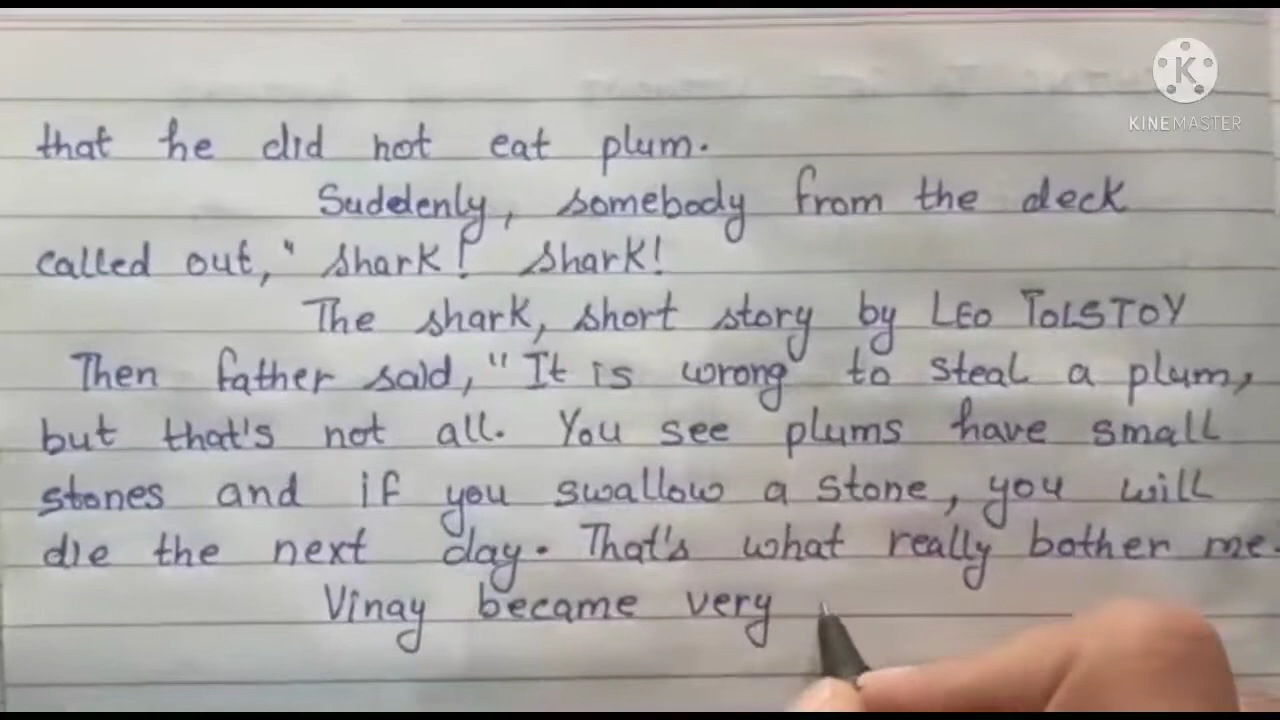 K
KINEMASTER
that he did not eat plum.
Suddenly, somebody from the deck
called out, " shark! shark!
The shark, short story by LEO TOLSTOY
Then father said, "It is wrong to steal a plum,
but that's not all. You see plums have small
stones and if you swallow a stone, you will
die the next day. That's what really bother me.
Vinay became very